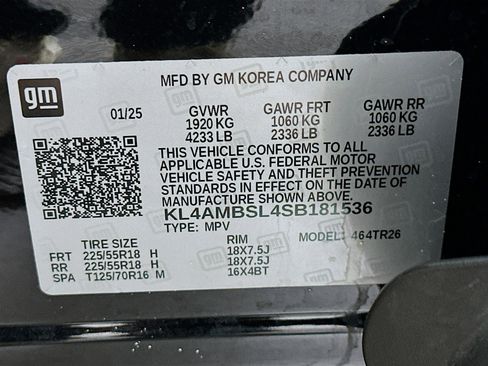 MFD BY GM KOREA COMPANY
gm
01/25 GVWR GAWR FRT GAWR RR
1920 KG 1060 KG 1060 KG
4233 LB 2336 LB 2336 LB
THIS VEHICLE CONFORMS TO ALL
APPLICABLE U.S. FEDERAL MOTOR
VEHICLE SAFETY AND THEFT PREVENTION
STANDARDS IN EFFECT ON THE DATE OF
MANUFACTURE SHOWN ABOVE.
KL4AMBSL4SB181536
TYPE: MPV MODEL: 464TR26
TIRE SIZE RIM
FRT 225/55R18 H 18X7.5J
RR 225/55R18 H 18X7.5J
SPA T125/70R16 M 16X4BT